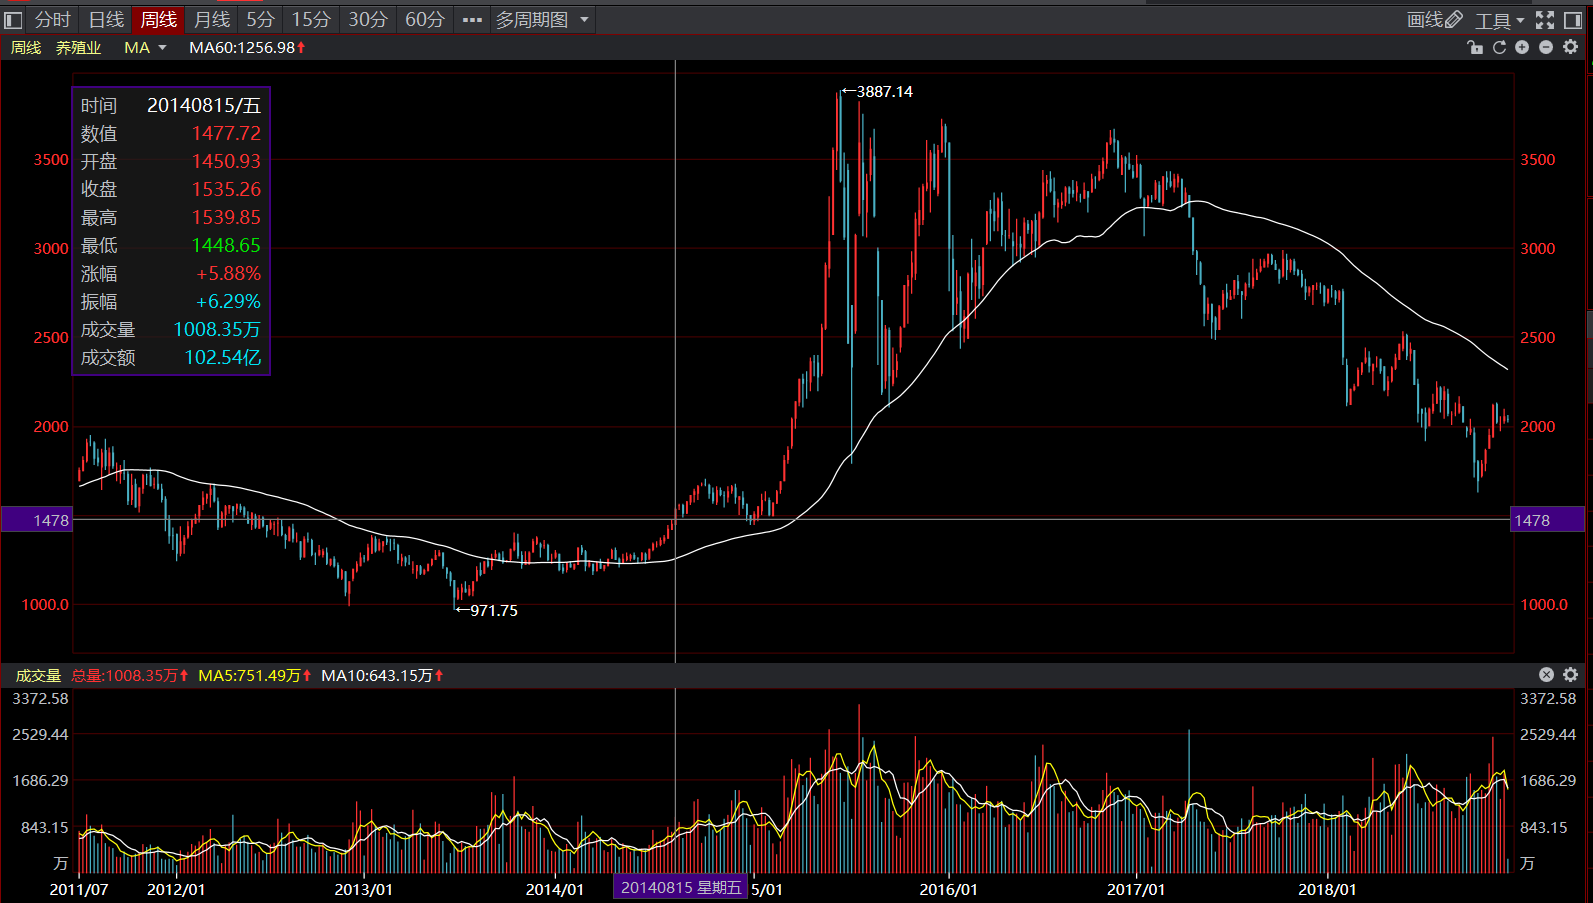 分时 日线 周线 月线 5分 15分 30分 60分 ••• 多周期图 画线 工具
周线 养殖业 MA MA60:1256.98↑
←3887.14
时间 20140815/五
数值 1477.72
开盘 1450.93
收盘 1535.26
最高 1539.85
最低 1448.65
涨幅 +5.88%
振幅 +6.29%
成交量 1008.35万
成交额 102.54亿
3500 3500
3000 3000
2500 2500
2000 2000
1478 1478
1000.0 1000.0
←971.75
成交量 总量:1008.35万↑ MA5:751.49万↑ MA10:643.15万↑
3372.58 3372.58
2529.44 2529.44
1686.29 1686.29
843.15 843.15
万 万
2011/07 2012/01 2013/01 2014/01 20140815 星期五 5/01 2016/01 2017/01 2018/01